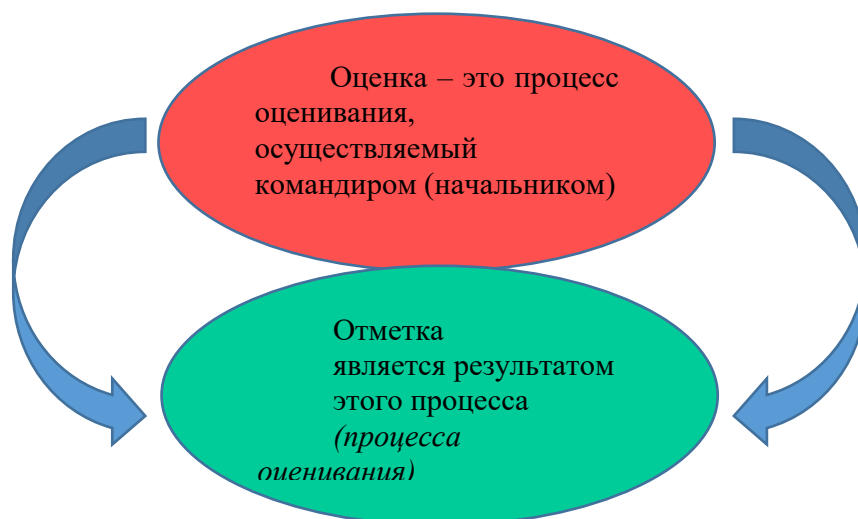 Оценка – это процесс
оценивания,
осуществляемый
командиром (начальником)
Отметка
является результатом
этого процесса
(процесса
оценивания)